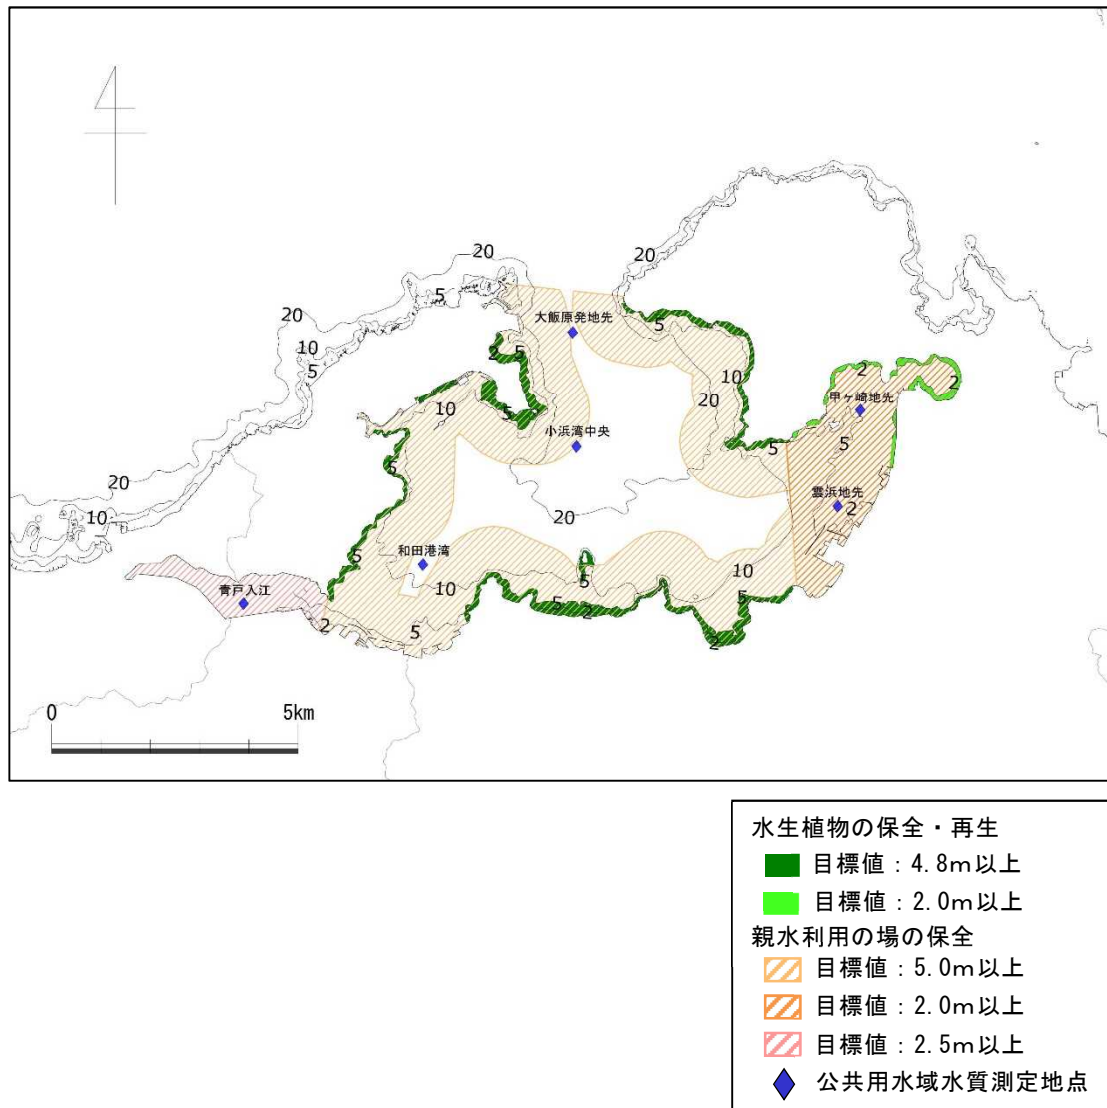 20
20
20
5
20
大飯原発地先
5
10
2
5
5
2
2
10
20
甲ヶ崎地先
10
5
小浜湾中央
5
5
5
20
雲浜地先
10
20
2
和田港湾
5
10
5
10
青戸入江
5
2
5
2
5
2
0
5km
水生植物の保全・再生
目標値：4.8m以上
目標値：2.0m以上
親水利用の場の保全
目標値：5.0m以上
目標値：2.0m以上
目標値：2.5m以上
公共用水域水質測定地点